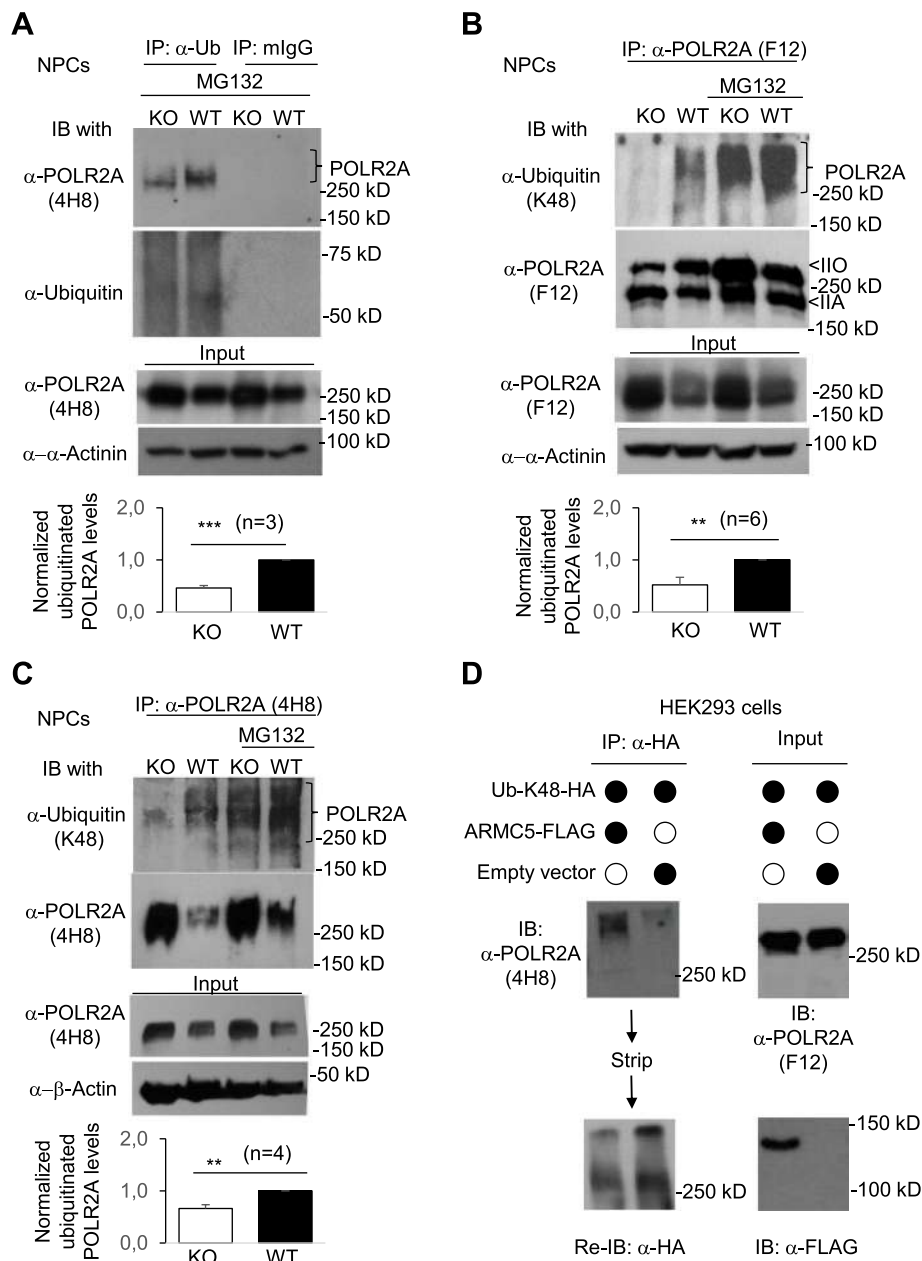 A
IP: α-Ub IP: mIgG
NPCs
MG132
KO WT KO WT
IB with
α-POLR2A
(4H8)
POLR2A
-250 kD
-150 kD
-75 kD
α-Ubiquitin
-50 kD
Input
α-POLR2A
(4H8)
-250 kD
-150 kD
-100 kD
α–α-Actinin
Normalized
ubiquitinated
POLR2A levels
2,0
1,0
0,0
*** (n=3)
KO WT
B
IP: α-POLR2A (F12)
NPCs
MG132
KO WT KO WT
IB with
α-Ubiquitin
(K48)
POLR2A
-250 kD
-150 kD
α-POLR2A
(F12)
<IIO
-250 kD
<IIA
-150 kD
Input
α-POLR2A
(F12)
-250 kD
-150 kD
α–α-Actinin
-100 kD
Normalized
ubiquitinated
POLR2A levels
2,0
1,0
0,0
** (n=6)
KO WT
C
IP: α-POLR2A (4H8)
NPCs
MG132
IB with KO WT KO WT
α-Ubiquitin
(K48)
POLR2A
-250 kD
-150 kD
α-POLR2A
(4H8)
-250 kD
-150 kD
Input
α-POLR2A
(4H8)
-250 kD
-150 kD
-50 kD
α–β-Actin
Normalized
ubiquitinated
POLR2A levels
2,0
1,0
0,0
** (n=4)
KO WT
D
HEK293 cells
IP: α-HA Input
Ub-K48-HA
ARMC5-FLAG
Empty vector
IB:
α-POLR2A
(4H8)
-250 kD
-250 kD
IB:
α-POLR2A
(F12)
Strip
-250 kD
-150 kD
-100 kD
Re-IB: α-HA IB: α-FLAG